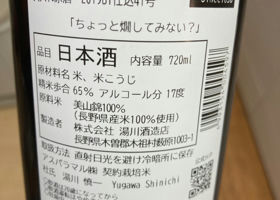 「ちょっと燗してみない?」
品目 日本酒 内容量 720ml
原材料名 米、米こうじ
精米歩合 65% アルコール分 17度
原料米 美山錦100%
(長野県産米100%使用)
製造者 株式会社 湯川酒造店
長野県木曽郡木祖村薮原1003-1
取扱方法 直射日光を避け冷暗所に保存
アスパラマル㈱ 契約栽培米
杜氏 湯川 慎一 Yugawa Shinichi